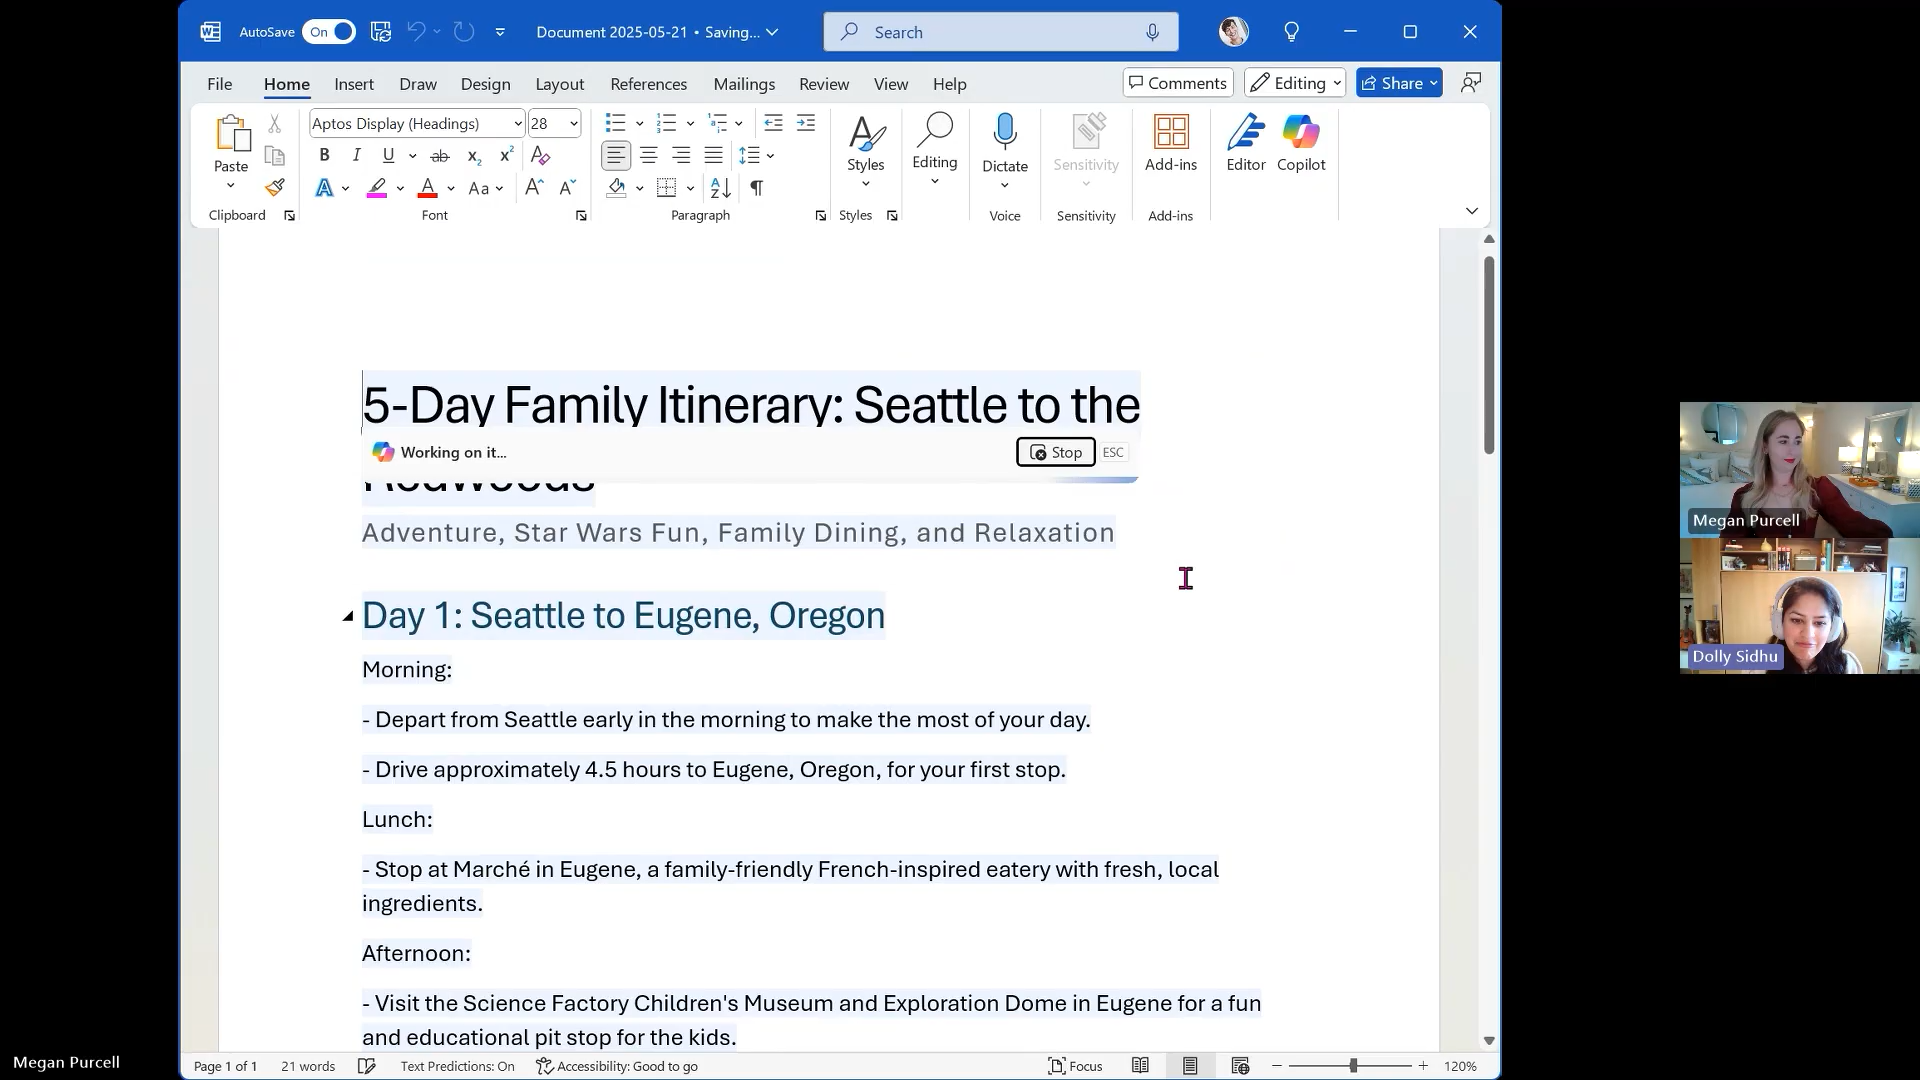 AutoSave On Document 2025-05-21 • Saving... Search
File Home Insert Draw Design Layout References Mailings Review View Help Comments Editing Share
Aptos Display (Headings) 28
Paste B I U ab x₂ x² Styles Editing Dictate Sensitivity Add-ins Editor Copilot
A A Aa A A
Clipboard Font Paragraph Styles Voice Sensitivity Add-ins
5-Day Family Itinerary: Seattle to the
Working on it... Stop ESC
Redwoods
Adventure, Star Wars Fun, Family Dining, and Relaxation
Day 1: Seattle to Eugene, Oregon
Morning:
- Depart from Seattle early in the morning to make the most of your day.
- Drive approximately 4.5 hours to Eugene, Oregon, for your first stop.
Lunch:
- Stop at Marché in Eugene, a family-friendly French-inspired eatery with fresh, local
ingredients.
Afternoon:
- Visit the Science Factory Children's Museum and Exploration Dome in Eugene for a fun
and educational pit stop for the kids.
Page 1 of 1 21 words Text Predictions: On Accessibility: Good to go Focus 120%
Megan Purcell
Dolly Sidhu
Megan Purcell